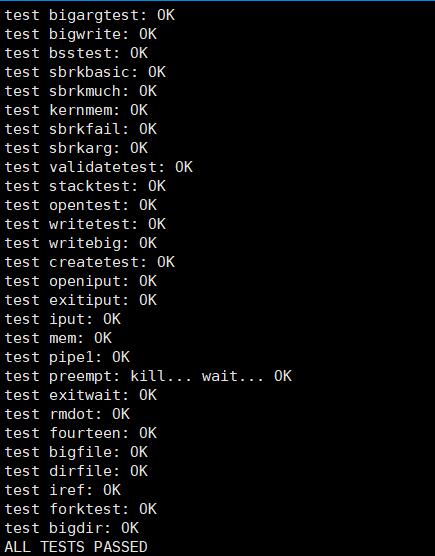 test bigargtest: OK
test bigwrite: OK
test bsstest: OK
test sbrkbasic: OK
test sbrkmuch: OK
test kernmem: OK
test sbrkfail: OK
test sbrkarg: OK
test validatetest: OK
test stacktest: OK
test opentest: OK
test writetest: OK
test writebig: OK
test createtest: OK
test openiput: OK
test exitiput: OK
test iput: OK
test mem: OK
test pipe1: OK
test preempt: kill... wait... OK
test exitwait: OK
test rmdot: OK
test fourteen: OK
test bigfile: OK
test dirfile: OK
test iref: OK
test forktest: OK
test bigdir: OK
ALL TESTS PASSED